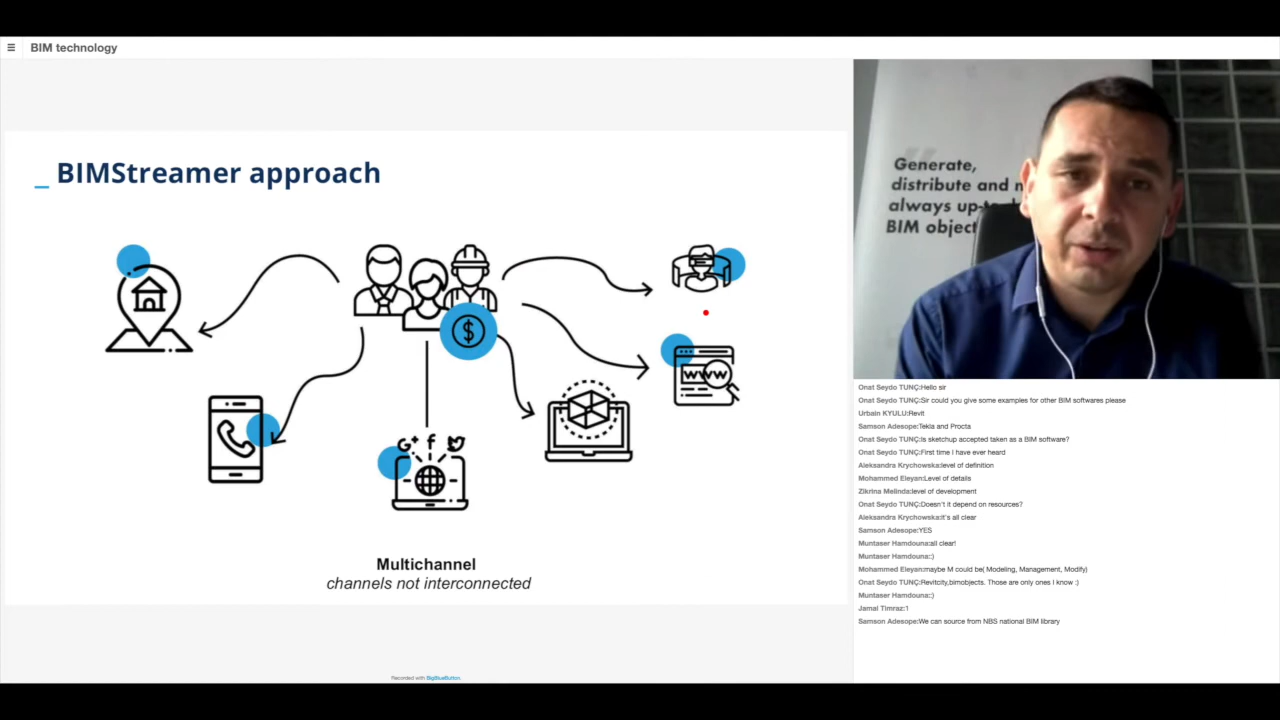 ☰ BIM technology
_ BIMStreamer approach
$
WWW
G+ f
Multichannel
channels not interconnected
Recorded with BigBlueButton.
Generate,
distribute and
always
BIM object
Onat Seydo TUNÇ:Hello sir
Onat Seydo TUNÇ:Sir could you give some examples for other BIM softwares please
Urbain KYULU:Revit
Samson Adesope:Tekla and Procta
Onat Seydo TUNÇ:Is sketchup accepted taken as a BIM software?
Onat Seydo TUNÇ:First time I have ever heard
Aleksandra Krychowska:level of definition
Mohammed Eleyan:Level of details
Zikrina Melinda:level of development
Onat Seydo TUNÇ:Doesn't it depend on resources?
Aleksandra Krychowska:it's all clear
Samson Adesope:YES
Muntaser Hamdouna:all clear!
Muntaser Hamdouna::)
Mohammed Eleyan:maybe M could be( Modeling, Management, Modify)
Onat Seydo TUNÇ:Revitcity,bimobjects. Those are only ones I know :)
Muntaser Hamdouna::)
Jamal Timraz:1
Samson Adesope:We can source from NBS national BIM library